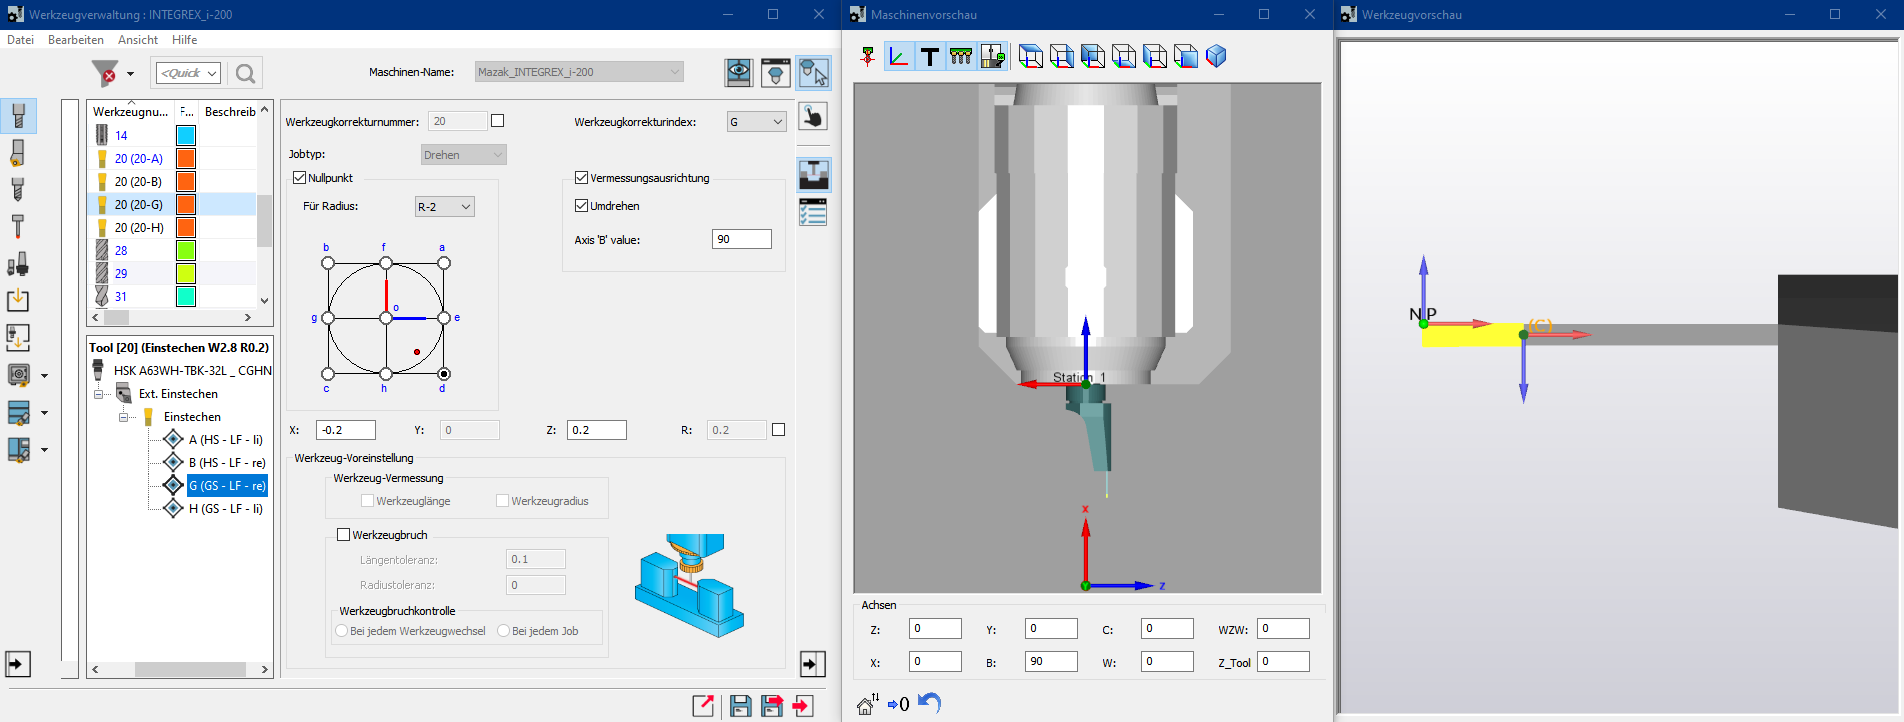 Werkzeugverwaltung : INTEGREX_i-200
Datei Bearbeiten Ansicht Hilfe
<Quick
Maschinen-Name: Mazak_INTEGREX_i-200
Werkzeugnu... F... Beschreib
14
20 (20-A)
20 (20-B)
20 (20-G)
20 (20-H)
28
29
31
Tool [20] (Einstechen W2.8 R0.2)
HSK A63WH-TBK-32L _ CGHN
Ext. Einstechen
Einstechen
A (HS - LF - li)
B (HS - LF - re)
G (GS - LF - re)
H (GS - LF - li)
Werkzeugkorrekturnummer: 20
Werkzeugkorrekturindex: G
Jobtyp: Drehen
Nullpunkt
Für Radius: R-2
b f a
g o e
c h d
Vermessungsausrichtung
Umdrehen
Axis 'B' value: 90
X: -0.2 Y: 0 Z: 0.2 R: 0.2
Werkzeug-Voreinstellung
Werkzeug-Vermessung
Werkzeuglänge Werkzeugradius
Werkzeugbruch
Längentoleranz: 0.1
Radiustoleranz: 0
Werkzeugbruchkontrolle
Bei jedem Werkzeugwechsel Bei jedem Job
Maschinenvorschau
Station_1
X
Y Z
Achsen
Z: 0 Y: 0 C: 0 WZW: 0
X: 0 B: 90 W: 0 Z_Tool 0
0
Werkzeugvorschau
NP
(C)